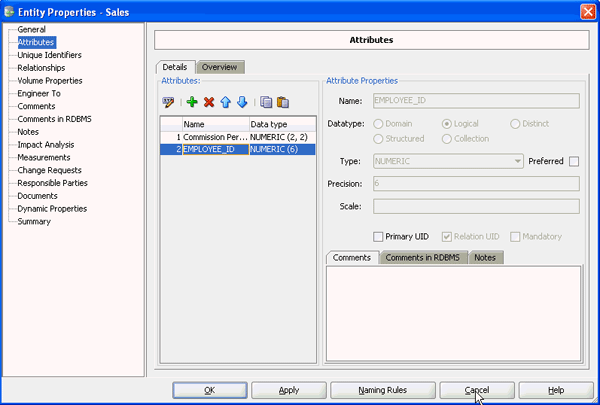 Entity Properties - Sales
General
Attributes
Unique Identifiers
Relationships
Volume Properties
Engineer To
Comments
Comments in RDBMS
Notes
Impact Analysis
Measurements
Change Requests
Responsible Parties
Documents
Dynamic Properties
Summary
Attributes
Details Overview
Attributes:
Name Data type
1 Commission Per... NUMERIC (2, 2)
2 EMPLOYEE_ID NUMERIC (6)
Attribute Properties
Name: EMPLOYEE_ID
Datatype: Domain Logical Distinct
Structured Collection
Type: NUMERIC Preferred
Precision: 6
Scale:
Primary UID Relation UID Mandatory
Comments Comments in RDBMS Notes
OK Apply Naming Rules Cancel Help